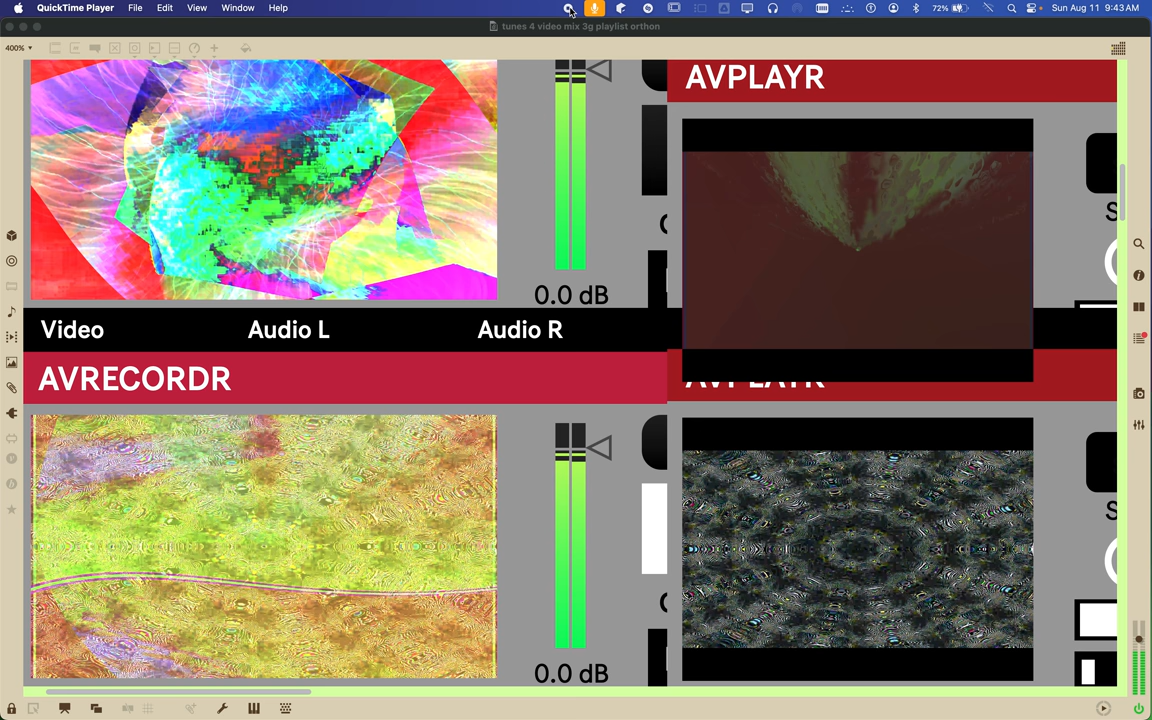 QuickTime Player File Edit View Window Help 72% Sun Aug 11 9:43 AM
tunes 4 video mix 3g playlist orthon
400%
AVPLAYR
0.0 dB
Video Audio L Audio R
AVRECORDR
AVPLAYR
0.0 dB